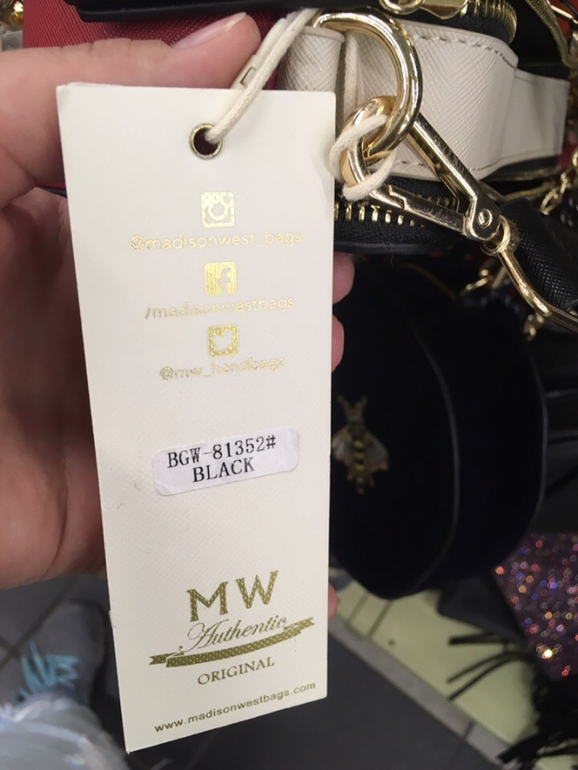 @madisonwest_bags
/madisonwestbags
@mw_handbags
BGW-81352#
BLACK
MW
Authentic
ORIGINAL
www.madisonwestbags.com